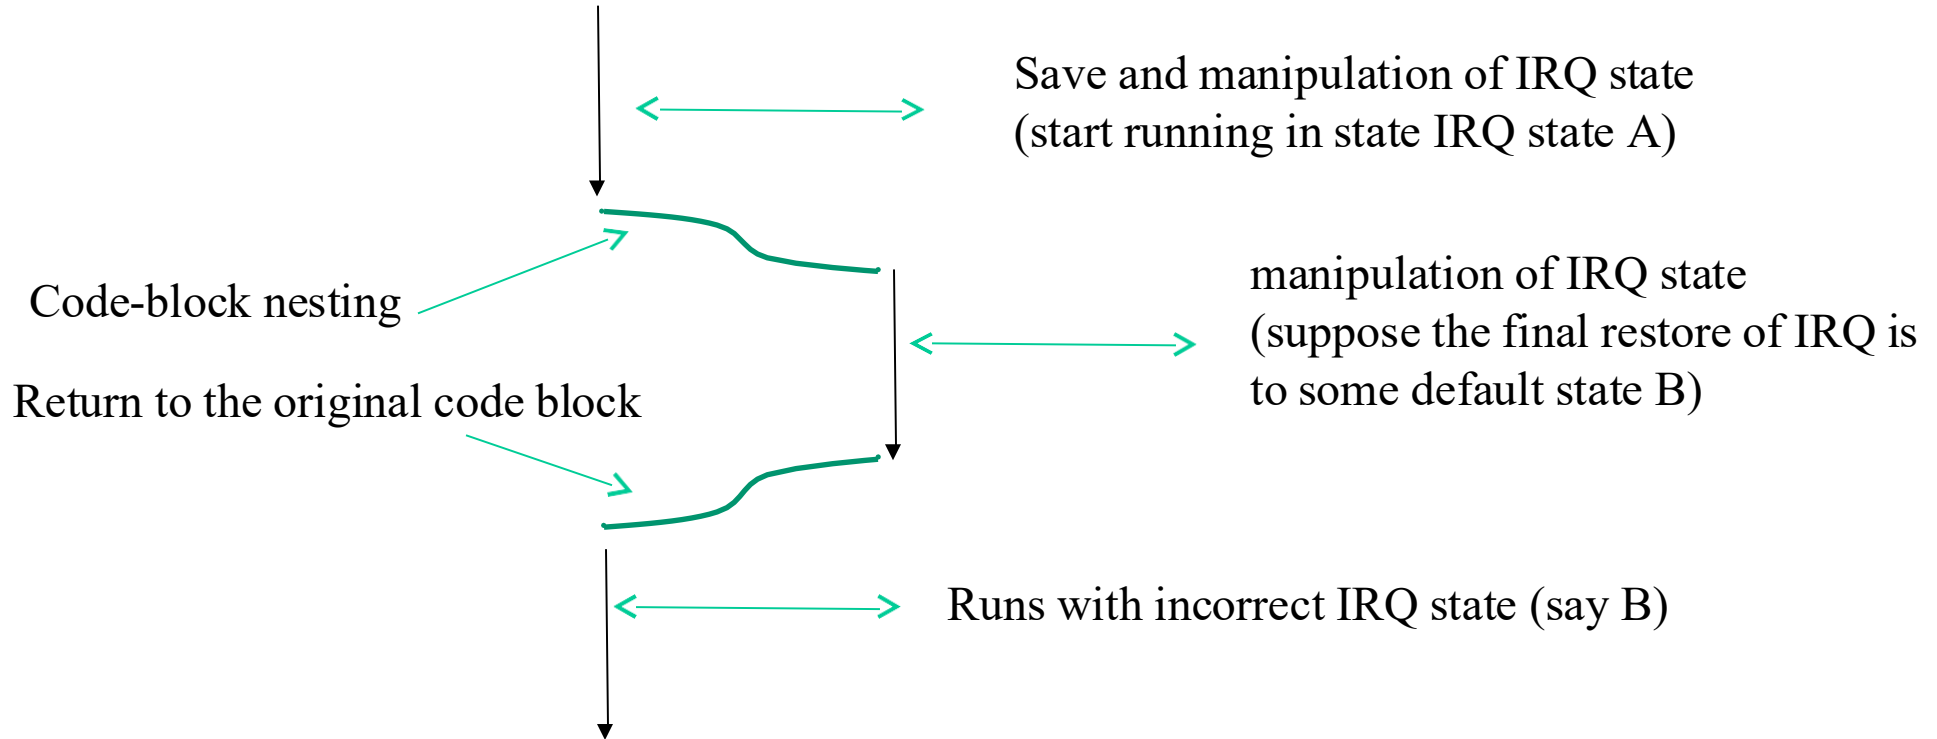 Save and manipulation of IRQ state
(start running in state IRQ state A)
Code-block nesting
manipulation of IRQ state
(suppose the final restore of IRQ is
to some default state B)
Return to the original code block
Runs with incorrect IRQ state (say B)